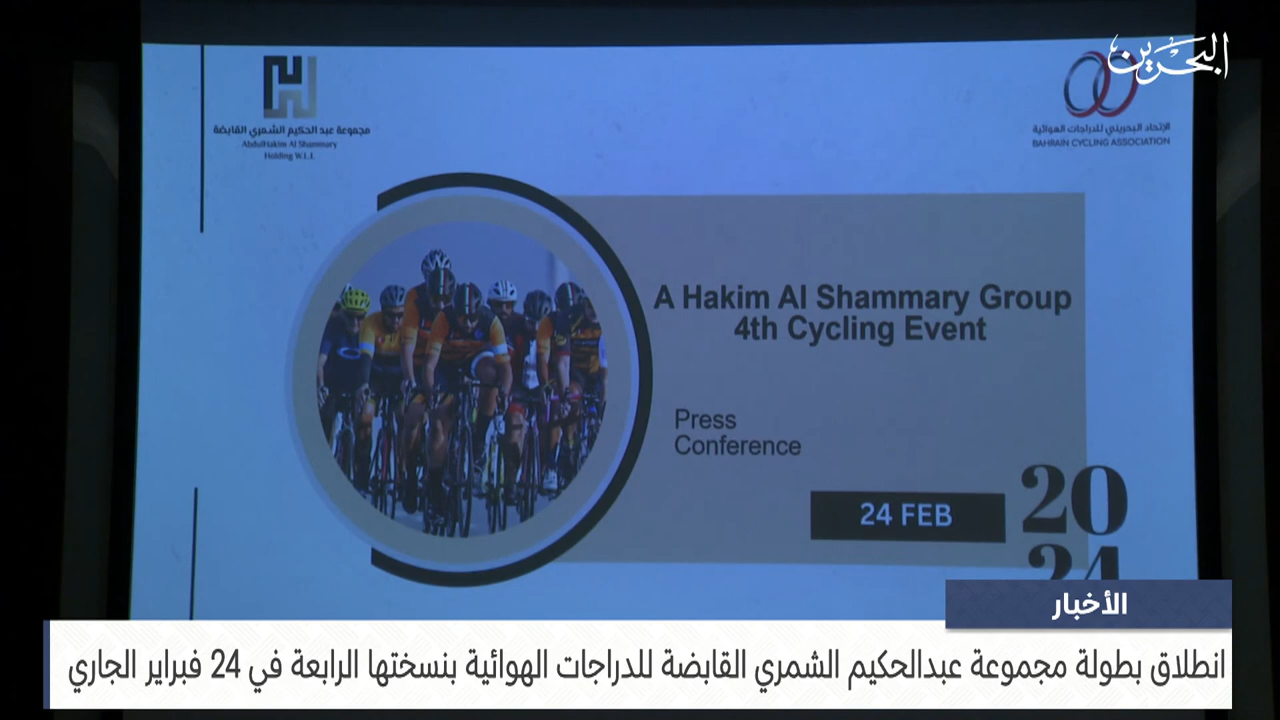 البحرين
مجموعة عبد الحكيم الشمري القابضة
AbdulHakim Al Shammary
Holding W.L.L
الإتحاد البحريني للدراجات الهوائية
BAHRAIN CYCLING ASSOCIATION
A Hakim Al Shammary Group
4th Cycling Event
Press
Conference
24 FEB
20
24
الأخبار
انطلاق بطولة مجموعة عبدالحكيم الشمري القابضة للدراجات الهوائية بنسختها الرابعة في 24 فبراير الجاري